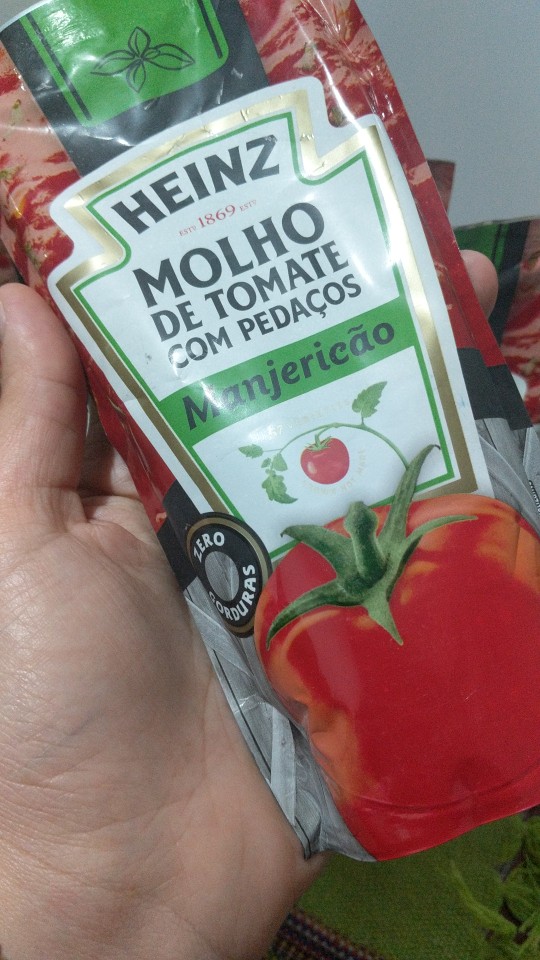 HEINZ
ESTD 1869 ESTD
MOLHO
DE TOMATE
COM PEDAÇOS
Manjericão
ZERO
GORDURAS